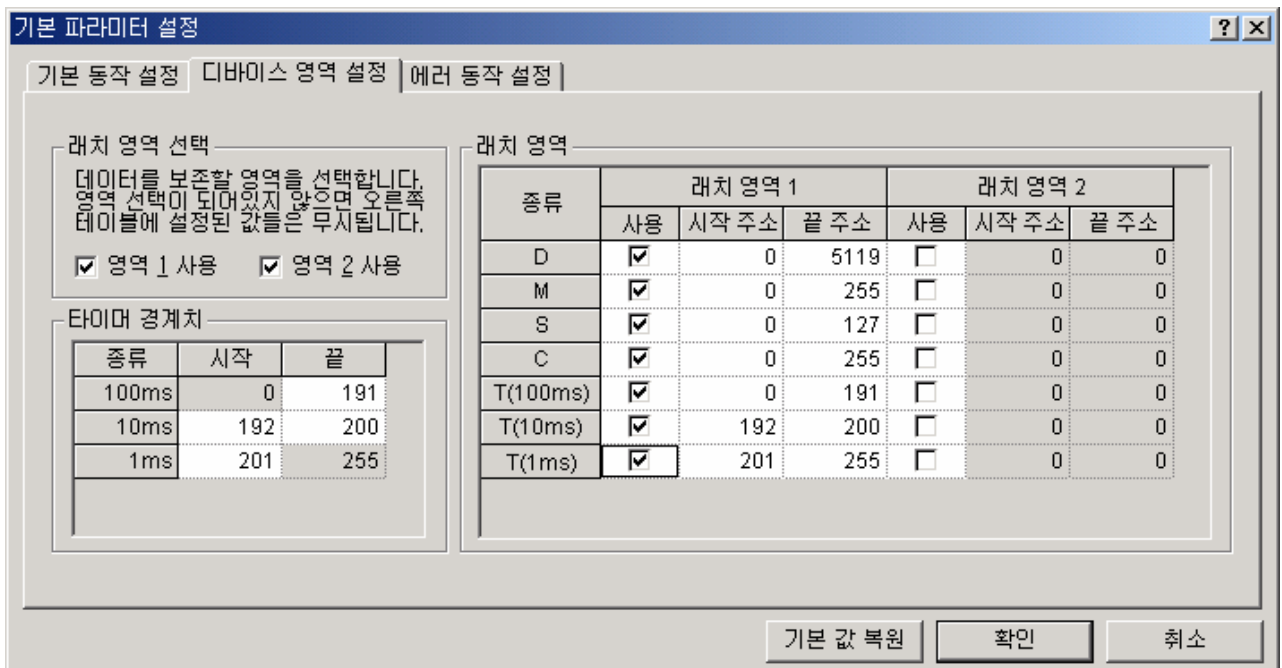 기본 파라미터 설정
기본 동작 설정 디바이스 영역 설정 에러 동작 설정
래치 영역 선택
데이터를 보존할 영역을 선택합니다.
영역 선택이 되어있지 않으면 오른쪽
테이블에 설정된 값들은 무시됩니다.
영역 1 사용 영역 2 사용
타이머 경계치
종류 시작 끝
100ms 0 191
10ms 192 200
1ms 201 255
래치 영역
종류 래치 영역 1 래치 영역 2
사용 시작 주소 끝 주소 사용 시작 주소 끝 주소
D 0 5119 0 0
M 0 255 0 0
S 0 127 0 0
C 0 255 0 0
T(100ms) 0 191 0 0
T(10ms) 192 200 0 0
T(1ms) 201 255 0 0
기본 값 복원 확인 취소